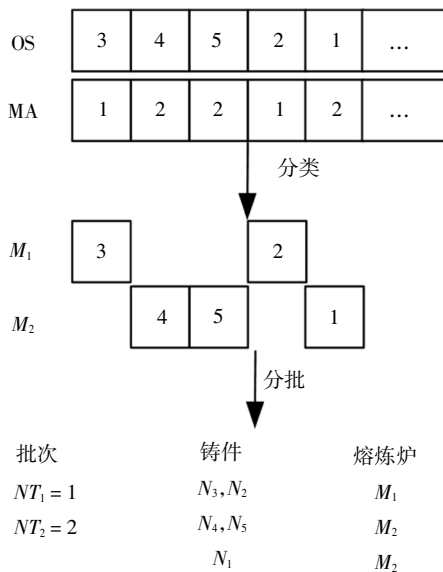 OS 3 4 5 2 1 ...
MA 1 2 2 1 2 ...
分类
M₁ 3 2
M₂ 4 5 1
分批
批次 铸件 熔炼炉
NT₁ = 1 N₃, N₂ M₁
NT₂ = 2 N₄, N₅ M₂
N₁ M₂